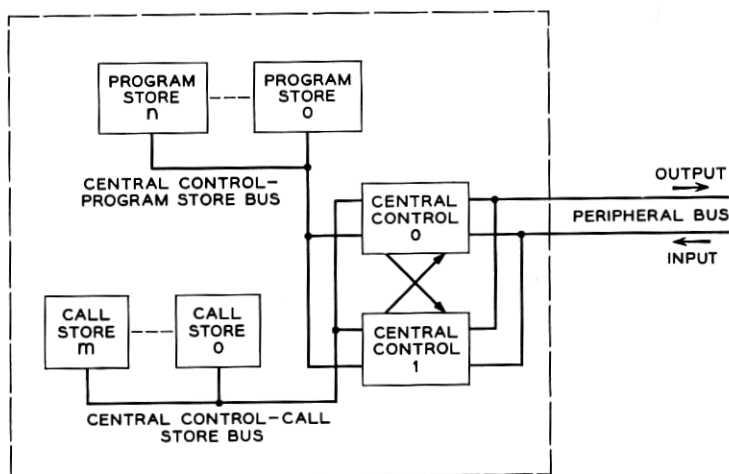 PROGRAM
STORE
n
PROGRAM
STORE
0
CENTRAL CONTROL-
PROGRAM STORE BUS
CENTRAL
CONTROL
0
OUTPUT
PERIPHERAL BUS
INPUT
CALL
STORE
m
CALL
STORE
0
CENTRAL
CONTROL
1
CENTRAL CONTROL-CALL
STORE BUS